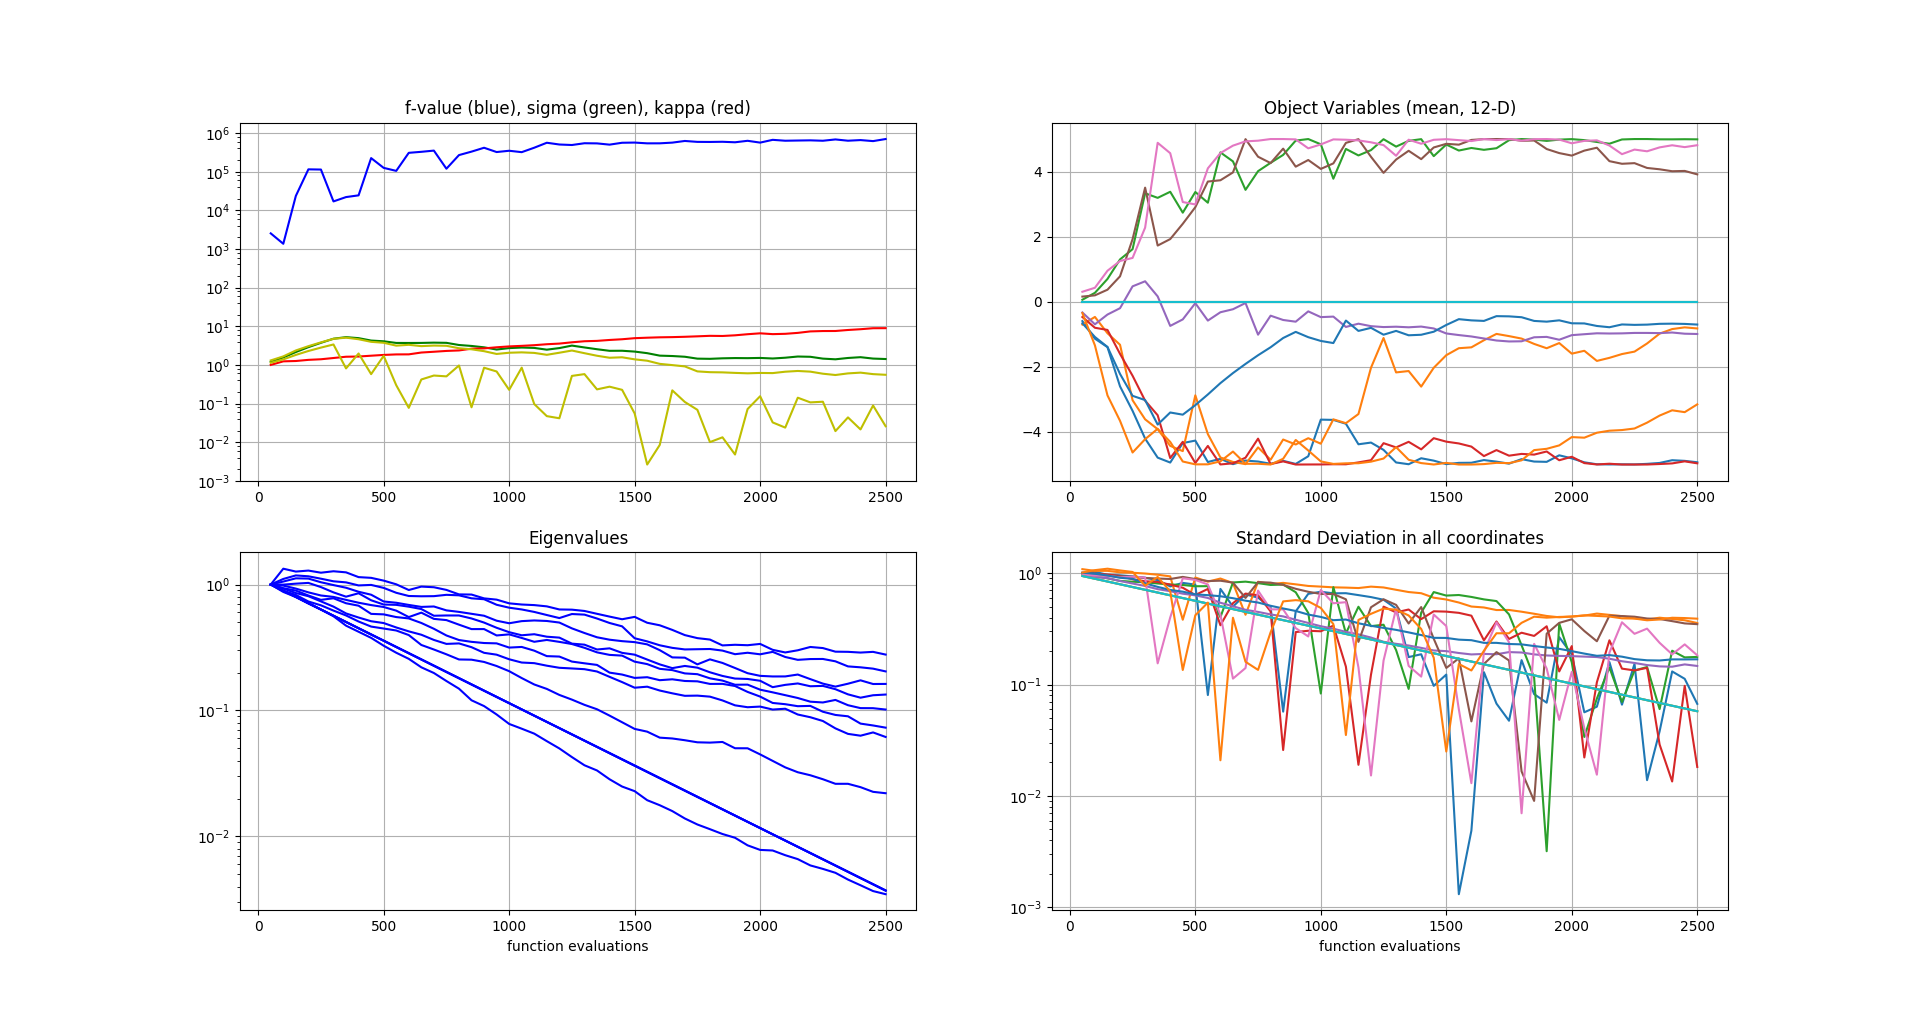 f-value (blue), sigma (green), kappa (red)
10^6
10^5
10^4
10^3
10^2
10^1
10^0
10^-1
10^-2
10^-3
0 500 1000 1500 2000 2500
Object Variables (mean, 12-D)
4
2
0
−2
−4
0 500 1000 1500 2000 2500
Eigenvalues
10^0
10^-1
10^-2
0 500 1000 1500 2000 2500
function evaluations
Standard Deviation in all coordinates
10^0
10^-1
10^-2
10^-3
0 500 1000 1500 2000 2500
function evaluations